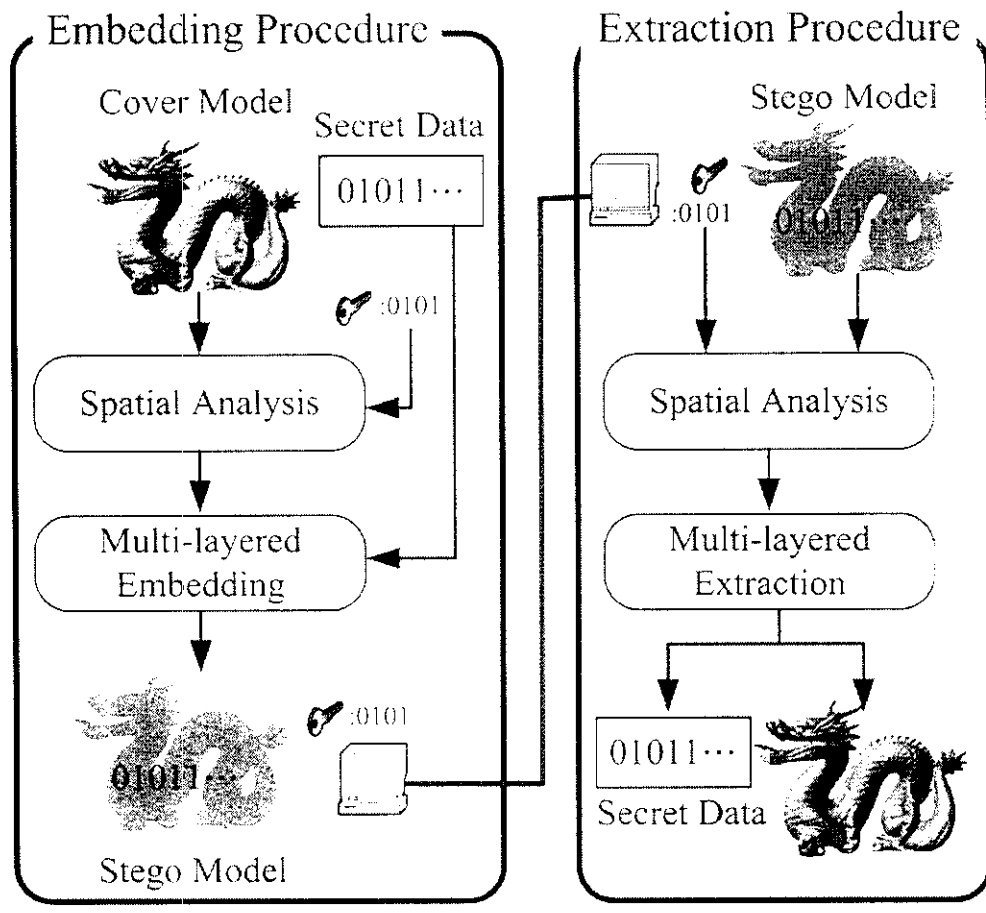 Embedding Procedure
Cover Model
Secret Data
01011···
:0101
Spatial Analysis
Multi-layered
Embedding
:0101
01011···
Stego Model
Extraction Procedure
Stego Model
:0101
01011···
Spatial Analysis
Multi-layered
Extraction
01011···
Secret Data